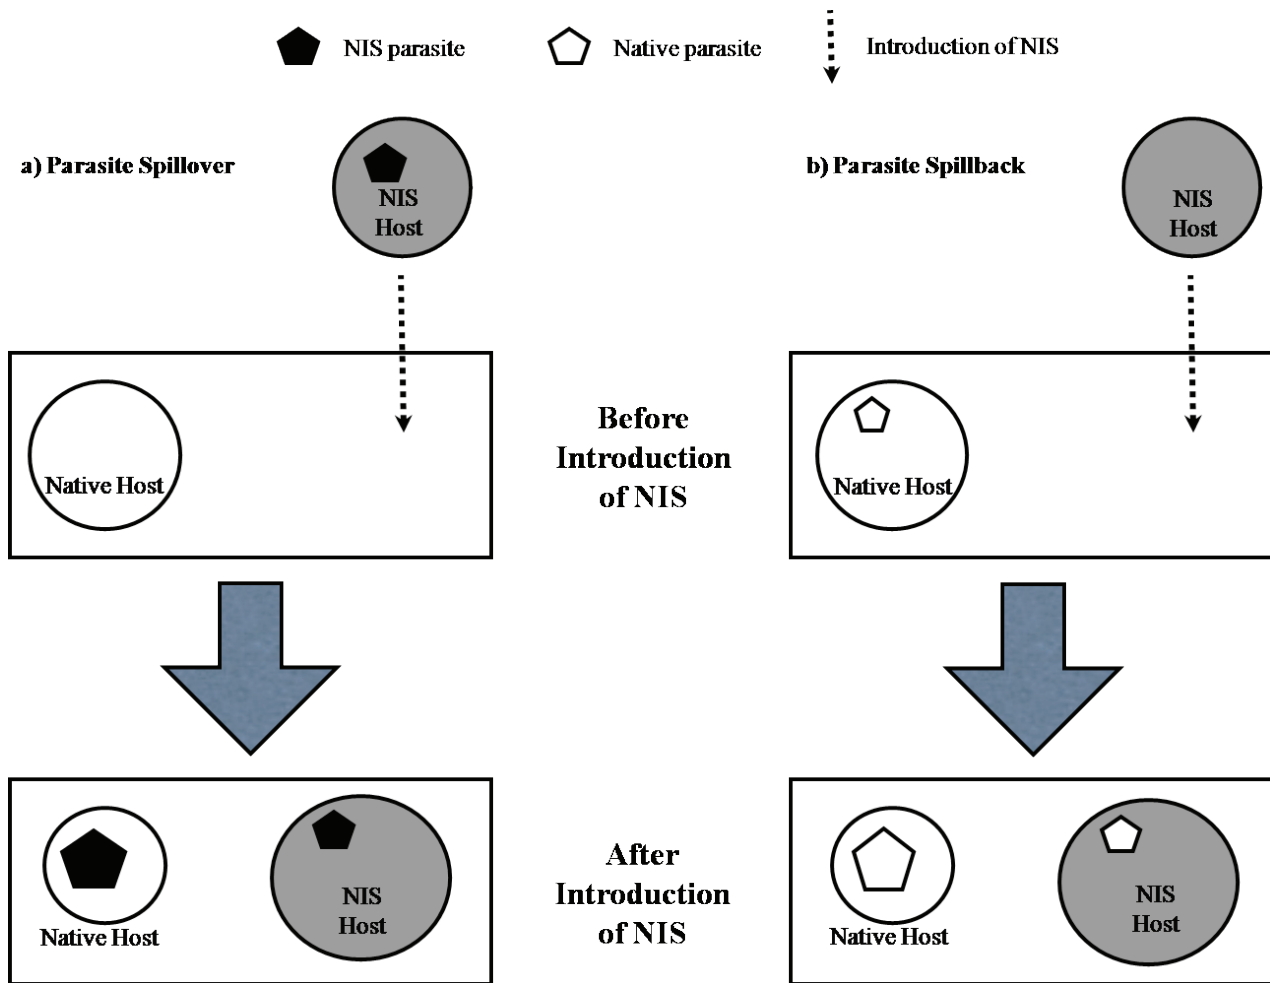 NIS parasite
Native parasite
Introduction of NIS
a) Parasite Spillover
NIS
Host
b) Parasite Spillback
NIS
Host
Native Host
Before
Introduction
of NIS
Native Host
Native Host
NIS
Host
After
Introduction
of NIS
Native Host
NIS
Host